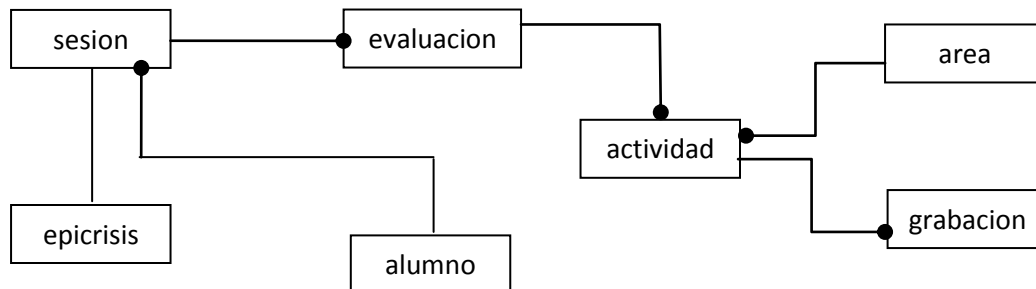 sesion
evaluacion
area
actividad
epicrisis
grabacion
alumno